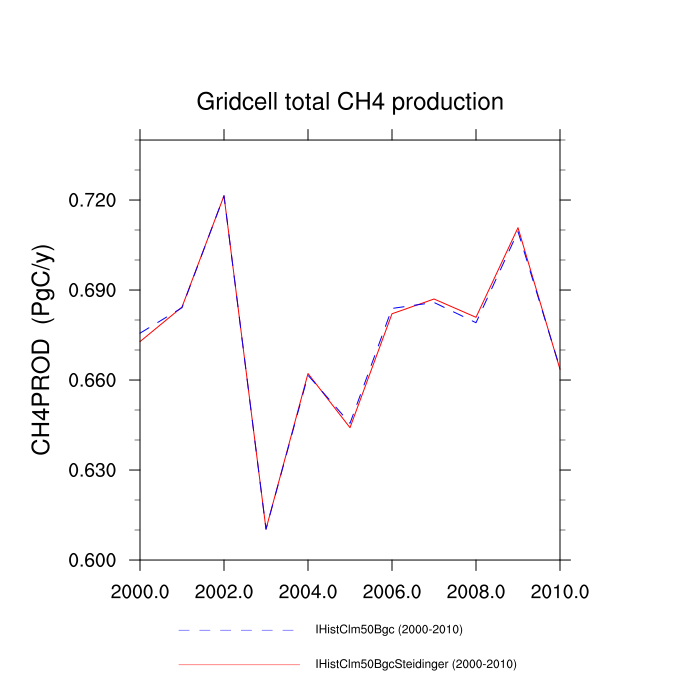 Gridcell total CH4 production
CH4PROD (PgC/y)
0.720
0.690
0.660
0.630
0.600
2000.0 2002.0 2004.0 2006.0 2008.0 2010.0
IHistClm50Bgc (2000-2010)
IHistClm50BgcSteidinger (2000-2010)